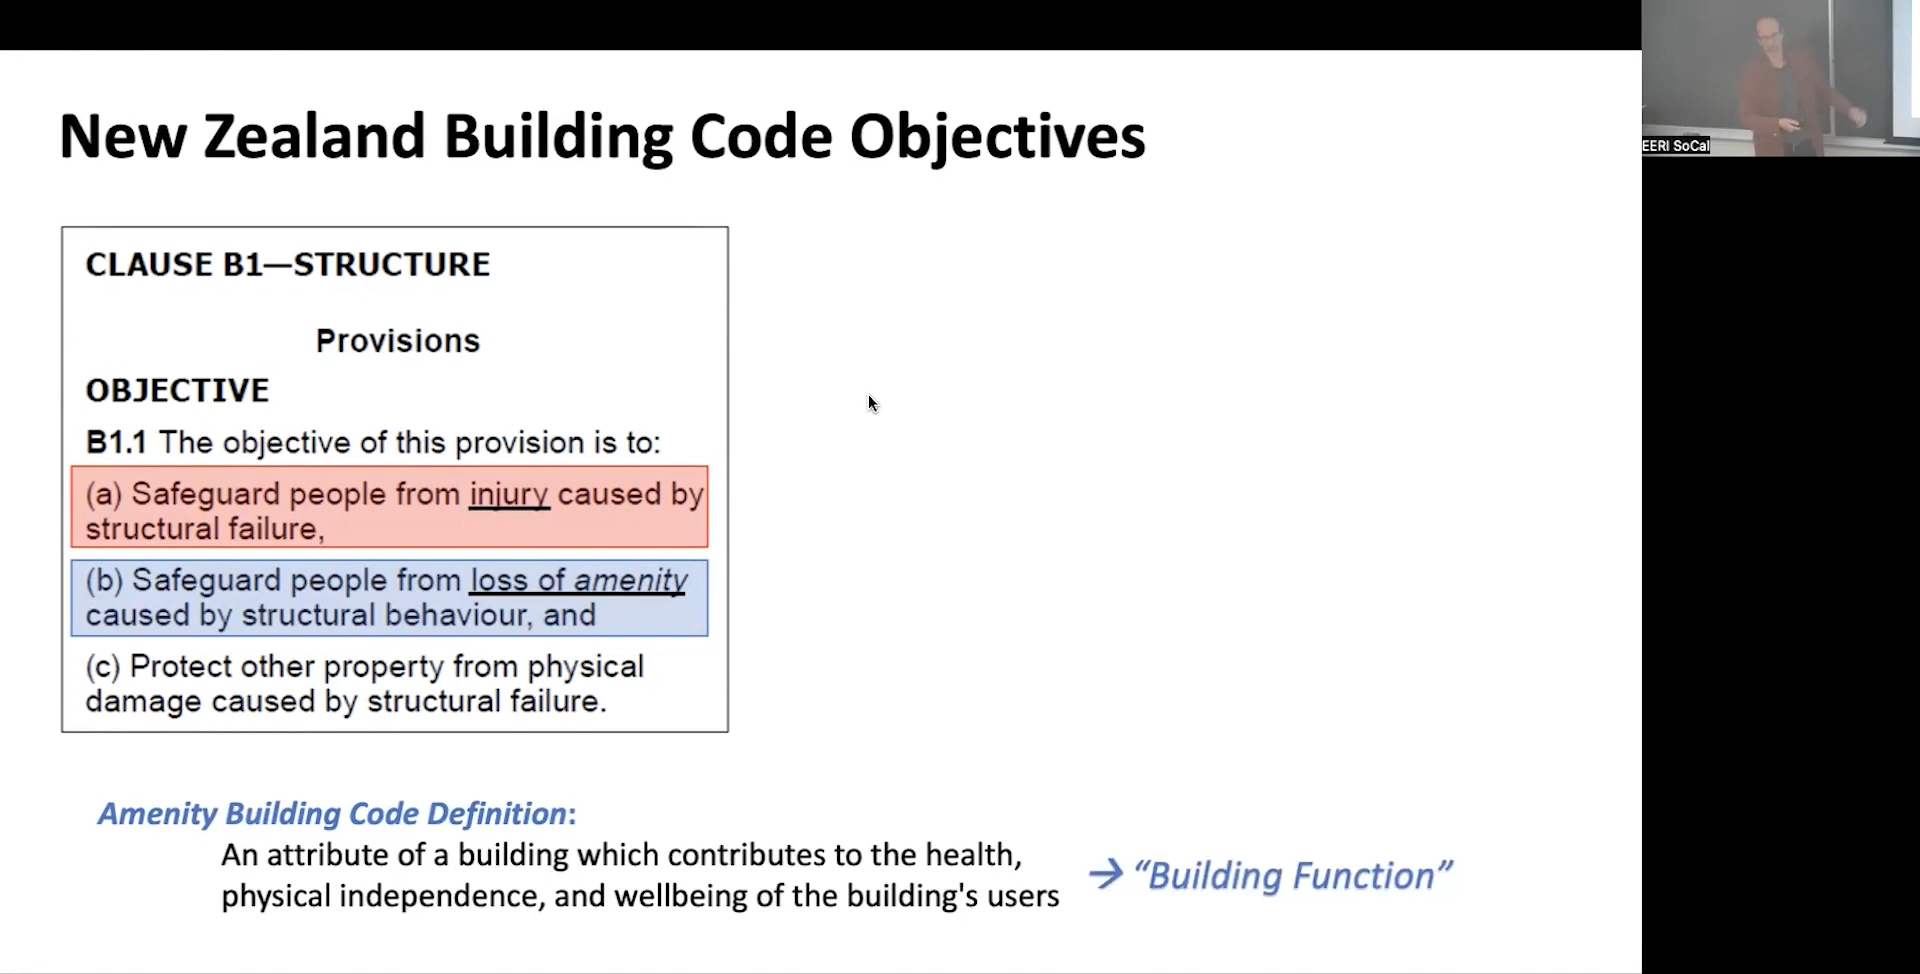 New Zealand Building Code Objectives
EERI SoCal
CLAUSE B1—STRUCTURE
Provisions
OBJECTIVE
B1.1 The objective of this provision is to:
(a) Safeguard people from injury caused by
structural failure,
(b) Safeguard people from loss of amenity
caused by structural behaviour, and
(c) Protect other property from physical
damage caused by structural failure.
Amenity Building Code Definition:
An attribute of a building which contributes to the health,
physical independence, and wellbeing of the building's users
→ “Building Function”